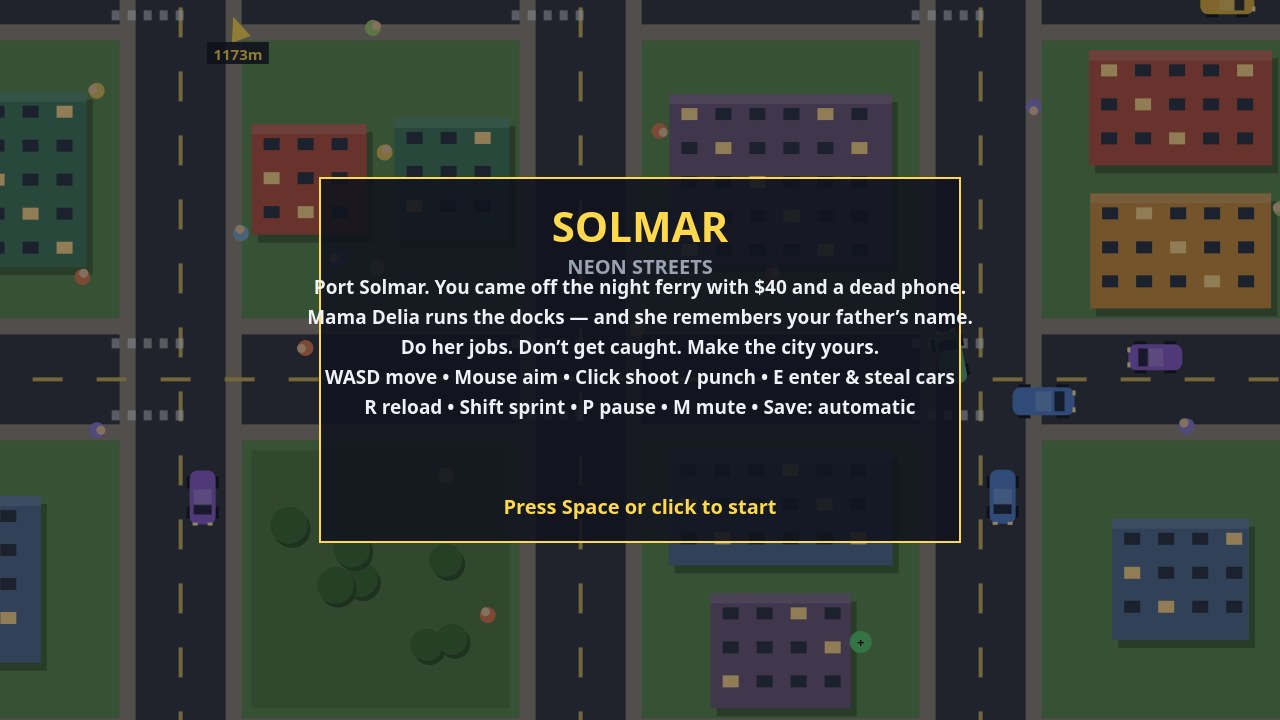 1173m
SOLMAR
NEON STREETS
Port Solmar. You came off the night ferry with $40 and a dead phone.
Mama Delia runs the docks — and she remembers your father’s name.
Do her jobs. Don’t get caught. Make the city yours.
WASD move • Mouse aim • Click shoot / punch • E enter & steal cars
R reload • Shift sprint • P pause • M mute • Save: automatic
Press Space or click to start